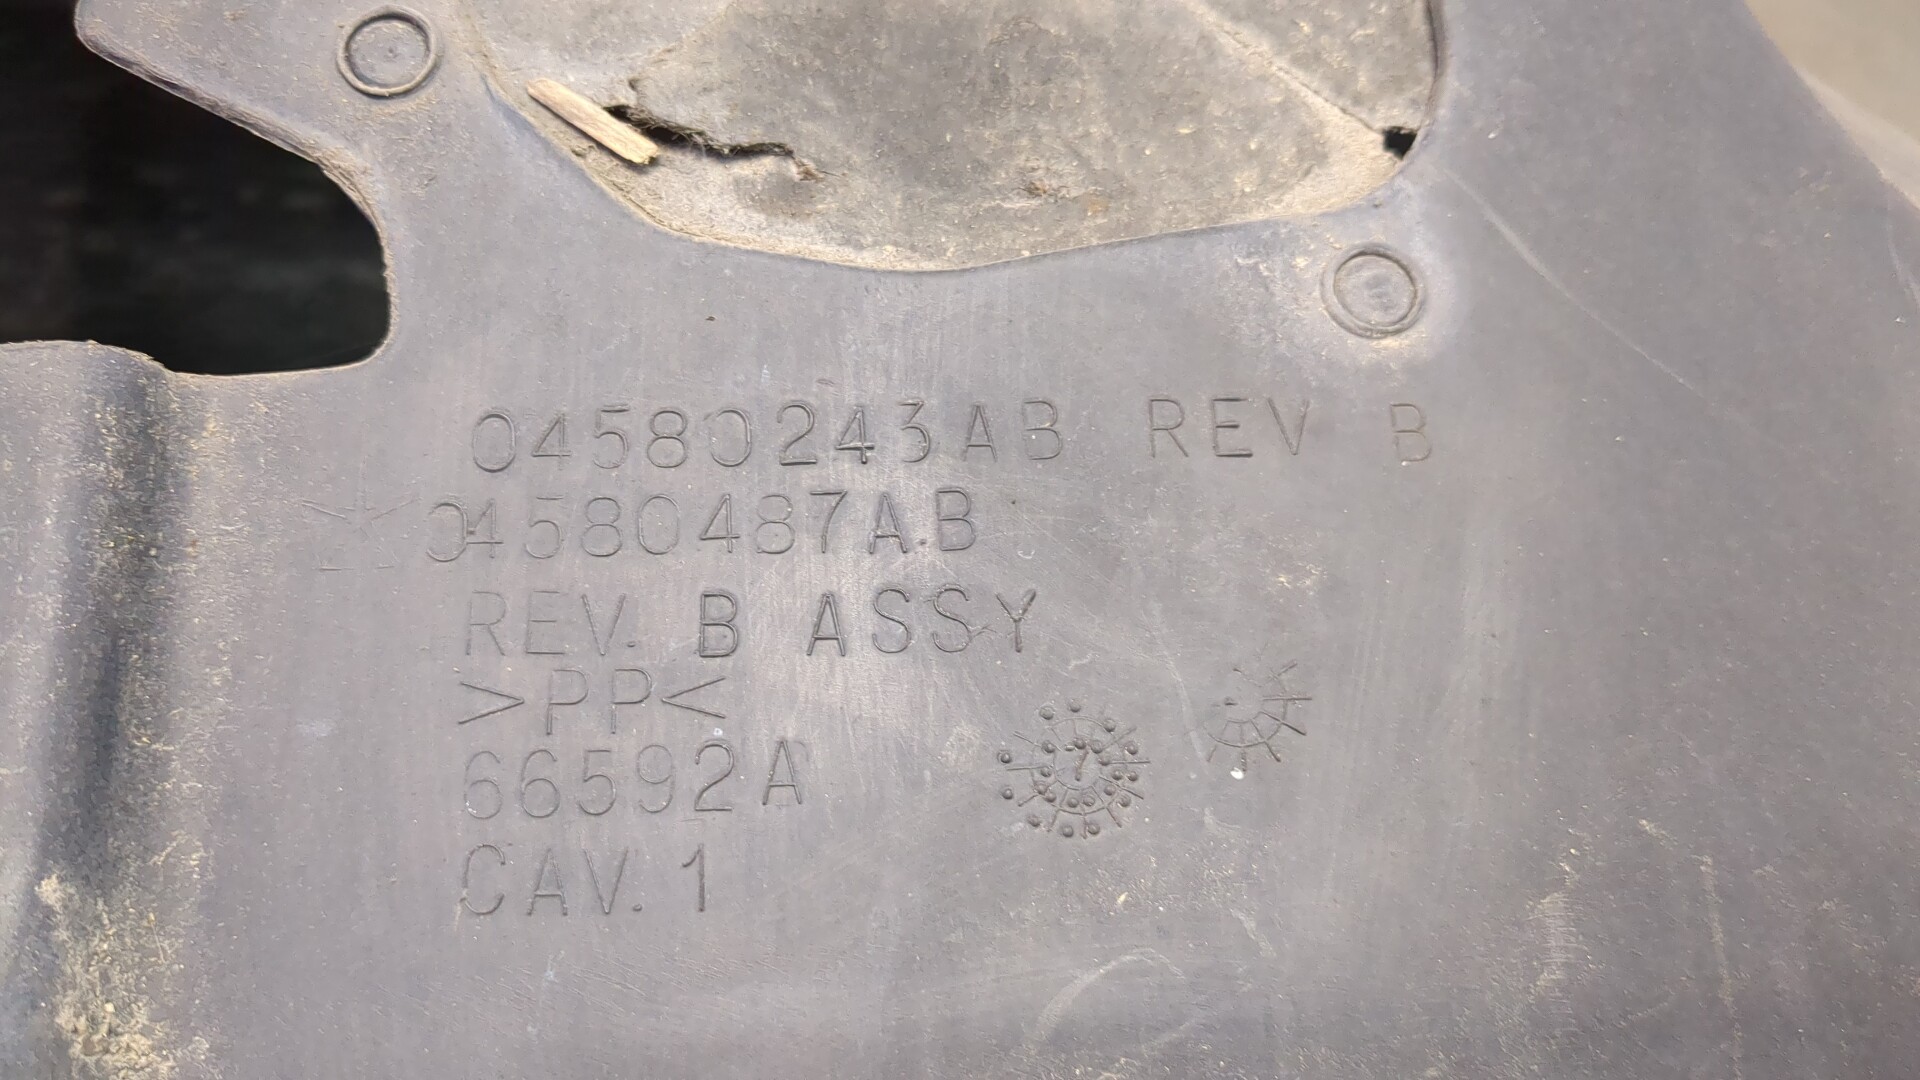 04580243AB REV B
04580487AB
REV. B ASSY
>PP<
66592A
CAV. 1